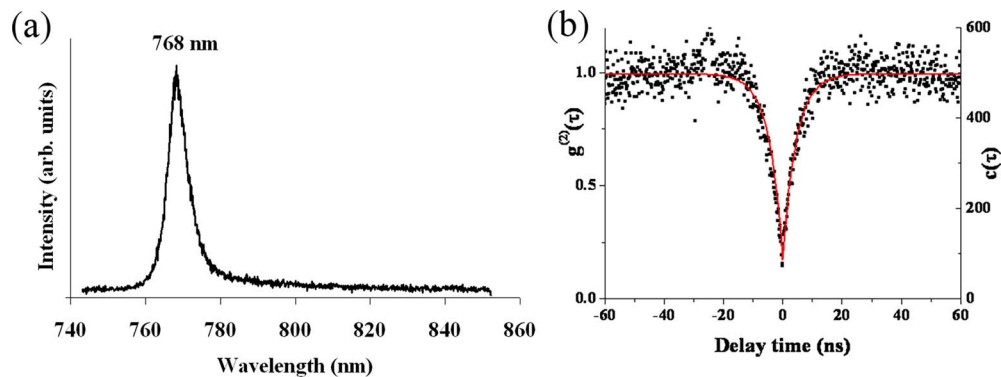 (a)
768 nm
Intensity (arb. units)
740 760 780 800 820 840 860
Wavelength (nm)
(b)
g(2)(τ)
1.0
0.5
0.0
600
400
200
0
c(τ)
-60 -40 -20 0 20 40 60
Delay time (ns)